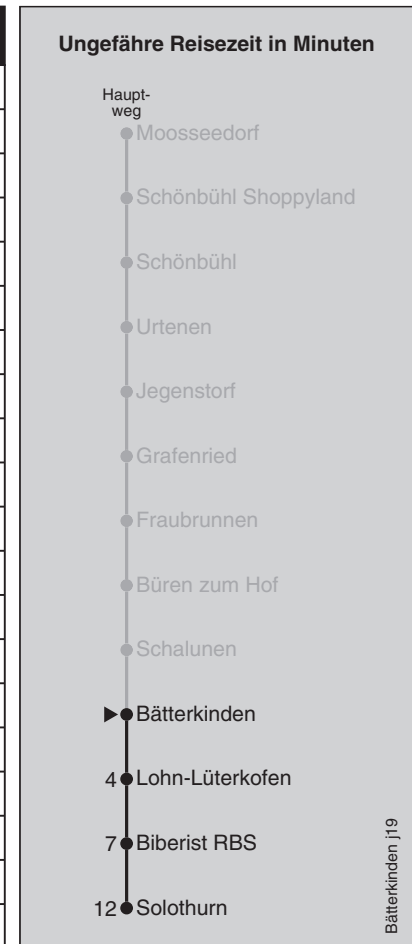 Ungefähre Reisezeit in Minuten
Haupt-
weg
Moosseedorf
Schönbühl Shoppyland
Schönbühl
Urtenen
Jegenstorf
Grafenried
Fraubrunnen
Büren zum Hof
Schalunen
Bätterkinden
4 Lohn-Lüterkofen
7 Biberist RBS
12 Solothurn
Bätterkinden j19